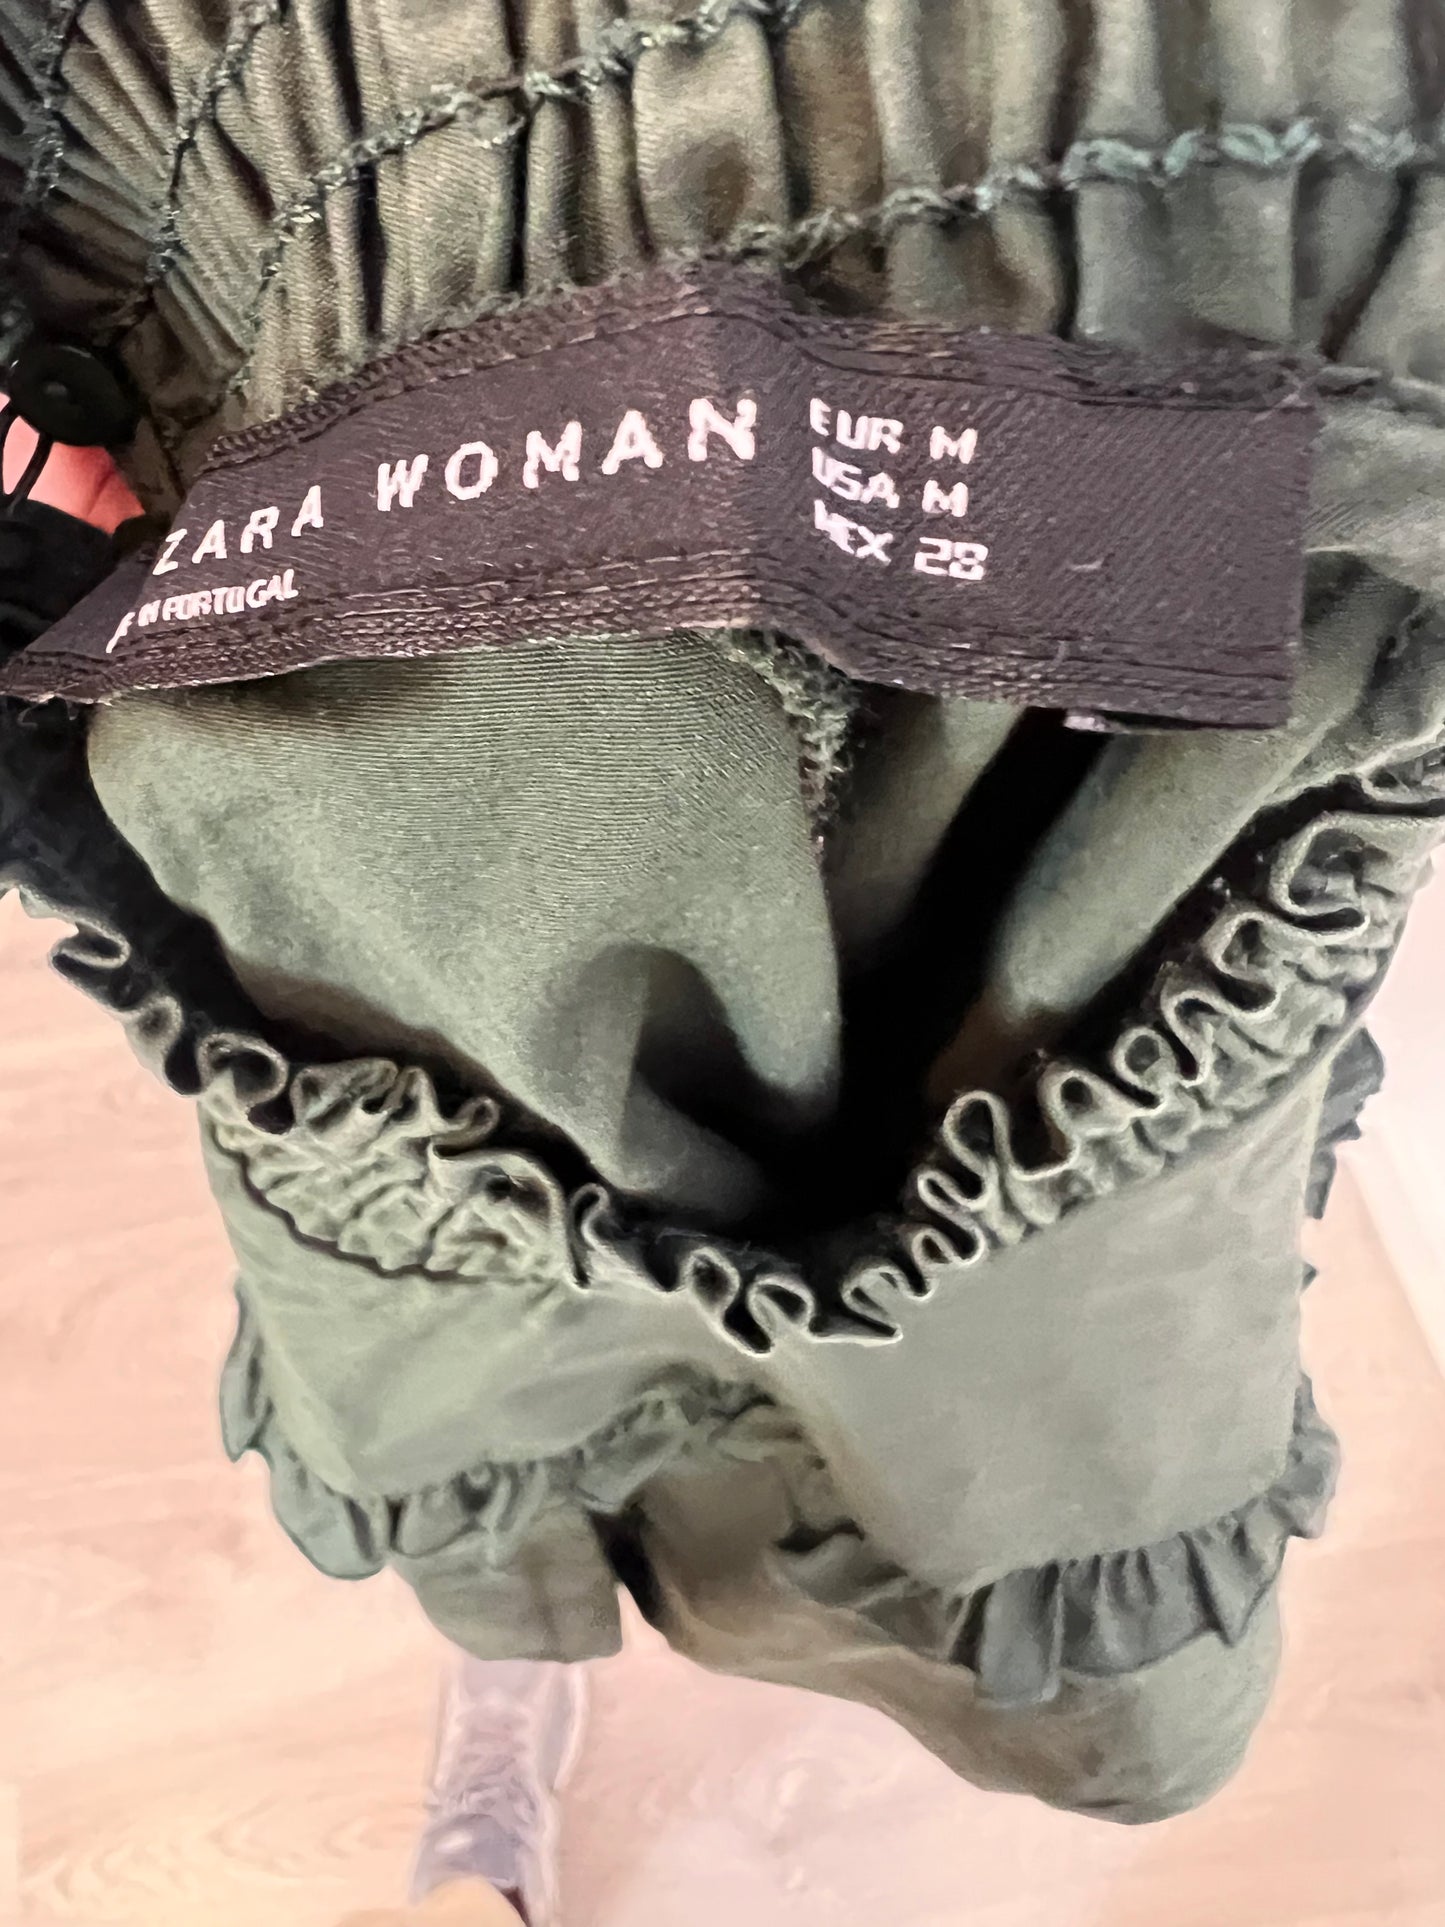 ZARA WOMAN
IN PORTUGAL
EUR M
USA M
MEX 28